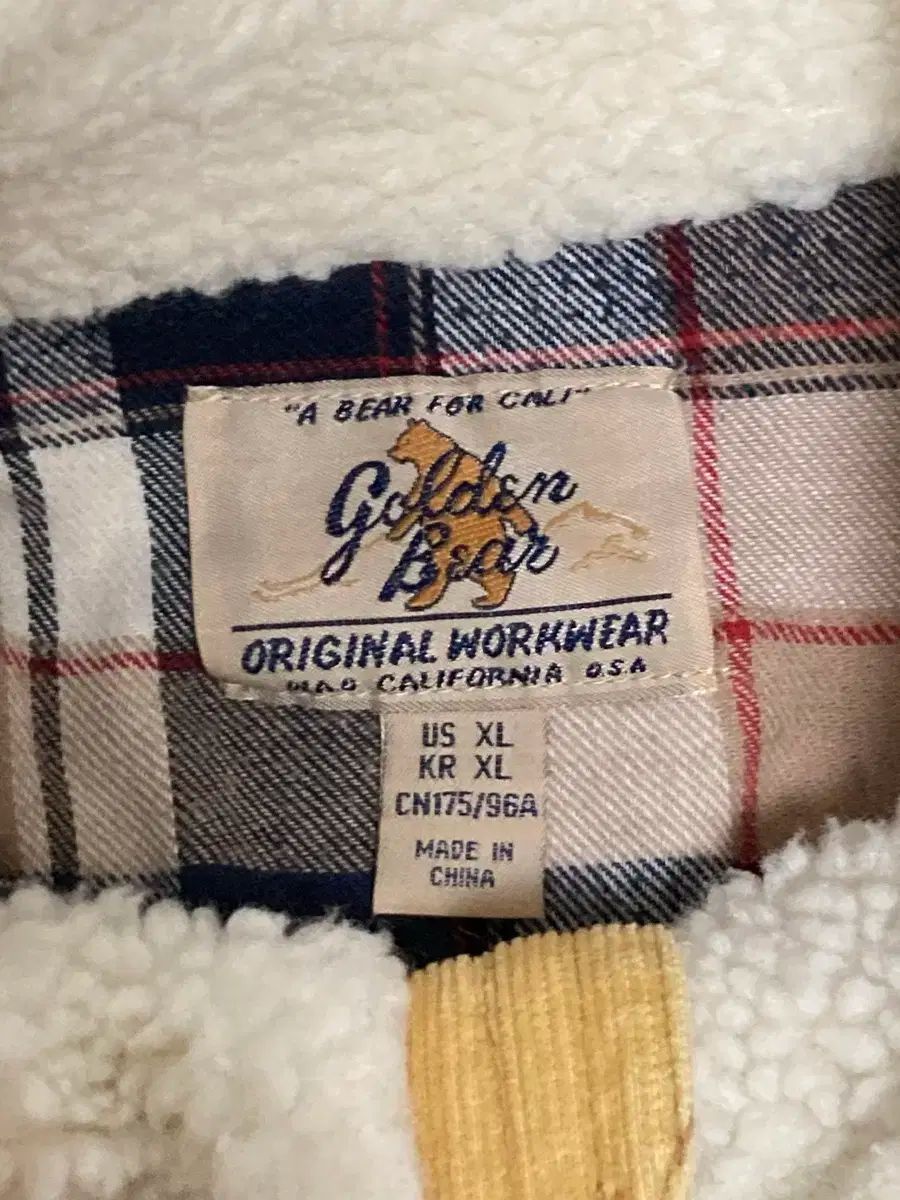 "A BEAR FOR CALI"
Golden
Bear
ORIGINAL WORKWEAR
CALIFORNIA U.S.A
US XL
KR XL
CN175/96A
MADE IN
CHINA